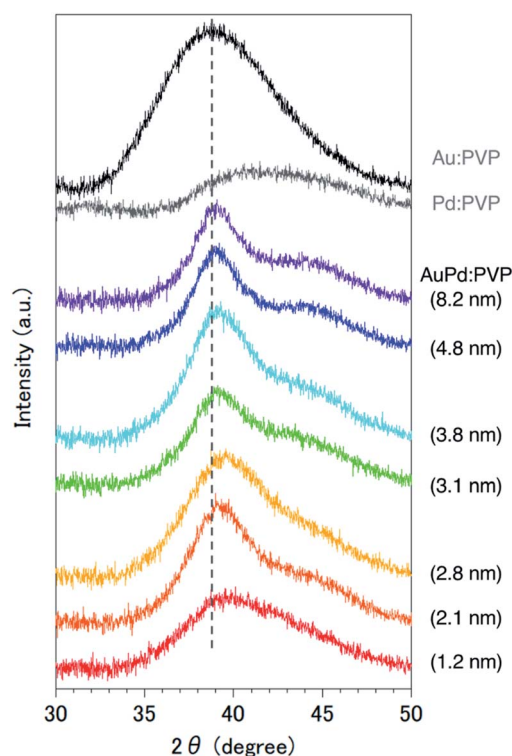 Au:PVP
Pd:PVP
AuPd:PVP
(8.2 nm)
(4.8 nm)
(3.8 nm)
(3.1 nm)
(2.8 nm)
(2.1 nm)
(1.2 nm)
Intensity (a.u.)
30 35 40 45 50
2θ (degree)